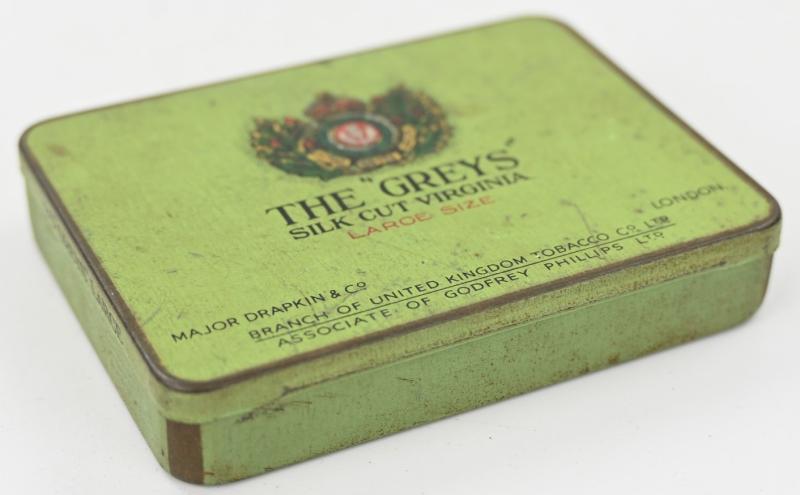 THE "GREYS"
SILK CUT VIRGINIA
LARGE SIZE
MAJOR DRAPKIN & Co
LONDON
BRANCH OF UNITED KINGDOM TOBACCO Co. LTD
ASSOCIATE OF GODFREY PHILLIPS LTD